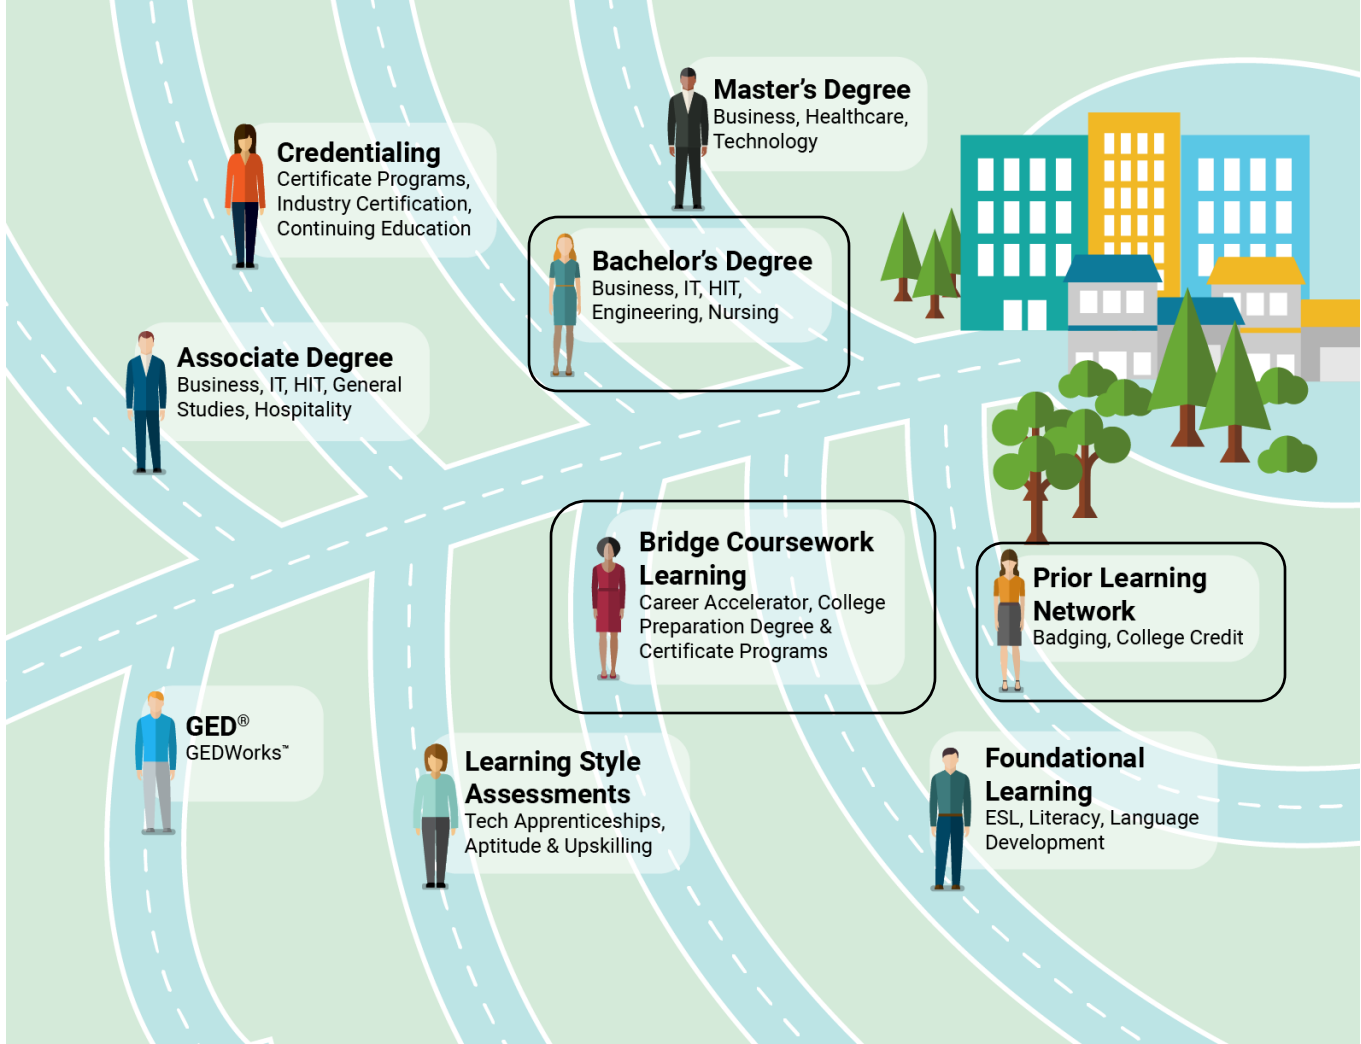 Master's Degree
Business, Healthcare,
Technology
Credentialing
Certificate Programs,
Industry Certification,
Continuing Education
Bachelor's Degree
Business, IT, HIT,
Engineering, Nursing
Associate Degree
Business, IT, HIT, General
Studies, Hospitality
Bridge Coursework
Learning
Career Accelerator, College
Preparation Degree &
Certificate Programs
Prior Learning
Network
Badging, College Credit
GED®
GEDWorks™
Learning Style
Assessments
Tech Apprenticeships,
Aptitude & Upskilling
Foundational
Learning
ESL, Literacy, Language
Development